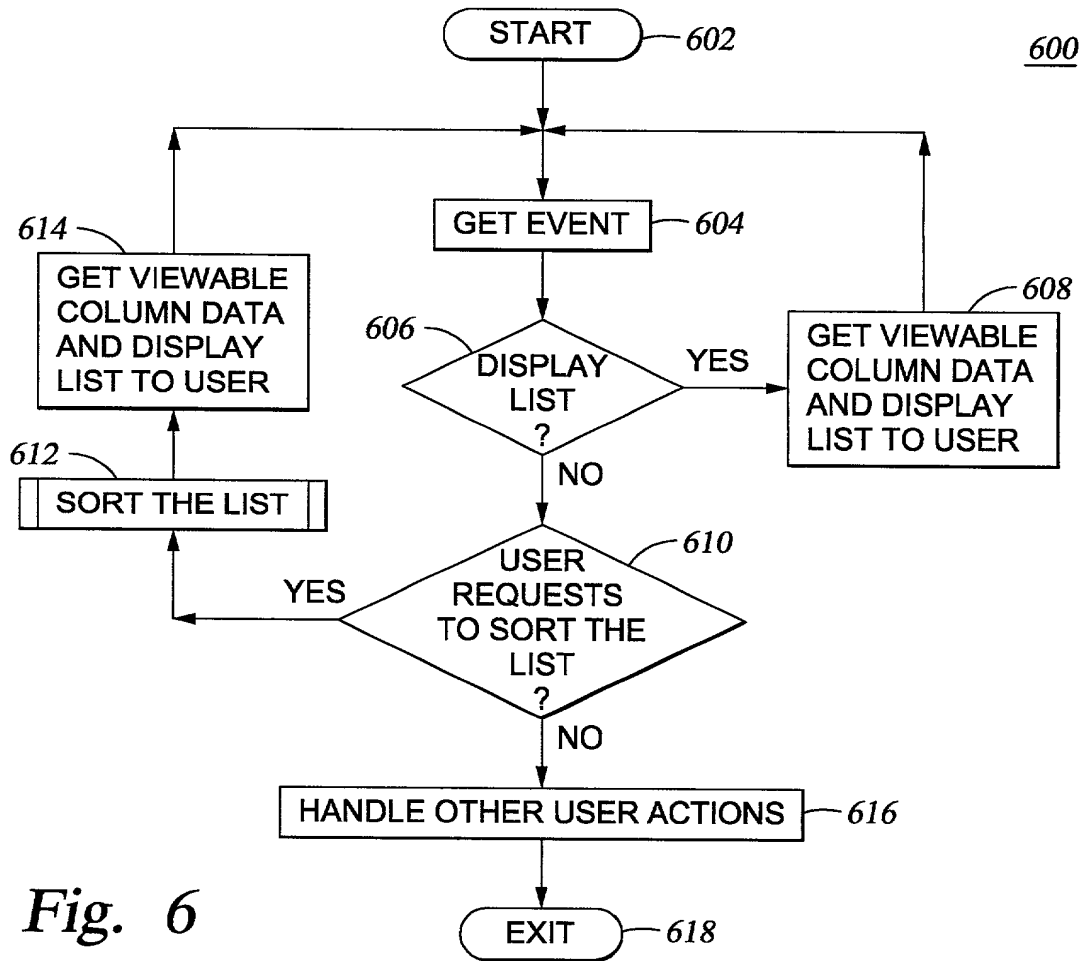 START
602
600
GET EVENT
604
614
GET VIEWABLE
COLUMN DATA
AND DISPLAY
LIST TO USER
606
DISPLAY
LIST
?
YES
608
GET VIEWABLE
COLUMN DATA
AND DISPLAY
LIST TO USER
NO
612
SORT THE LIST
610
USER
REQUESTS
TO SORT THE
LIST
?
YES
NO
HANDLE OTHER USER ACTIONS
616
EXIT
618
Fig. 6